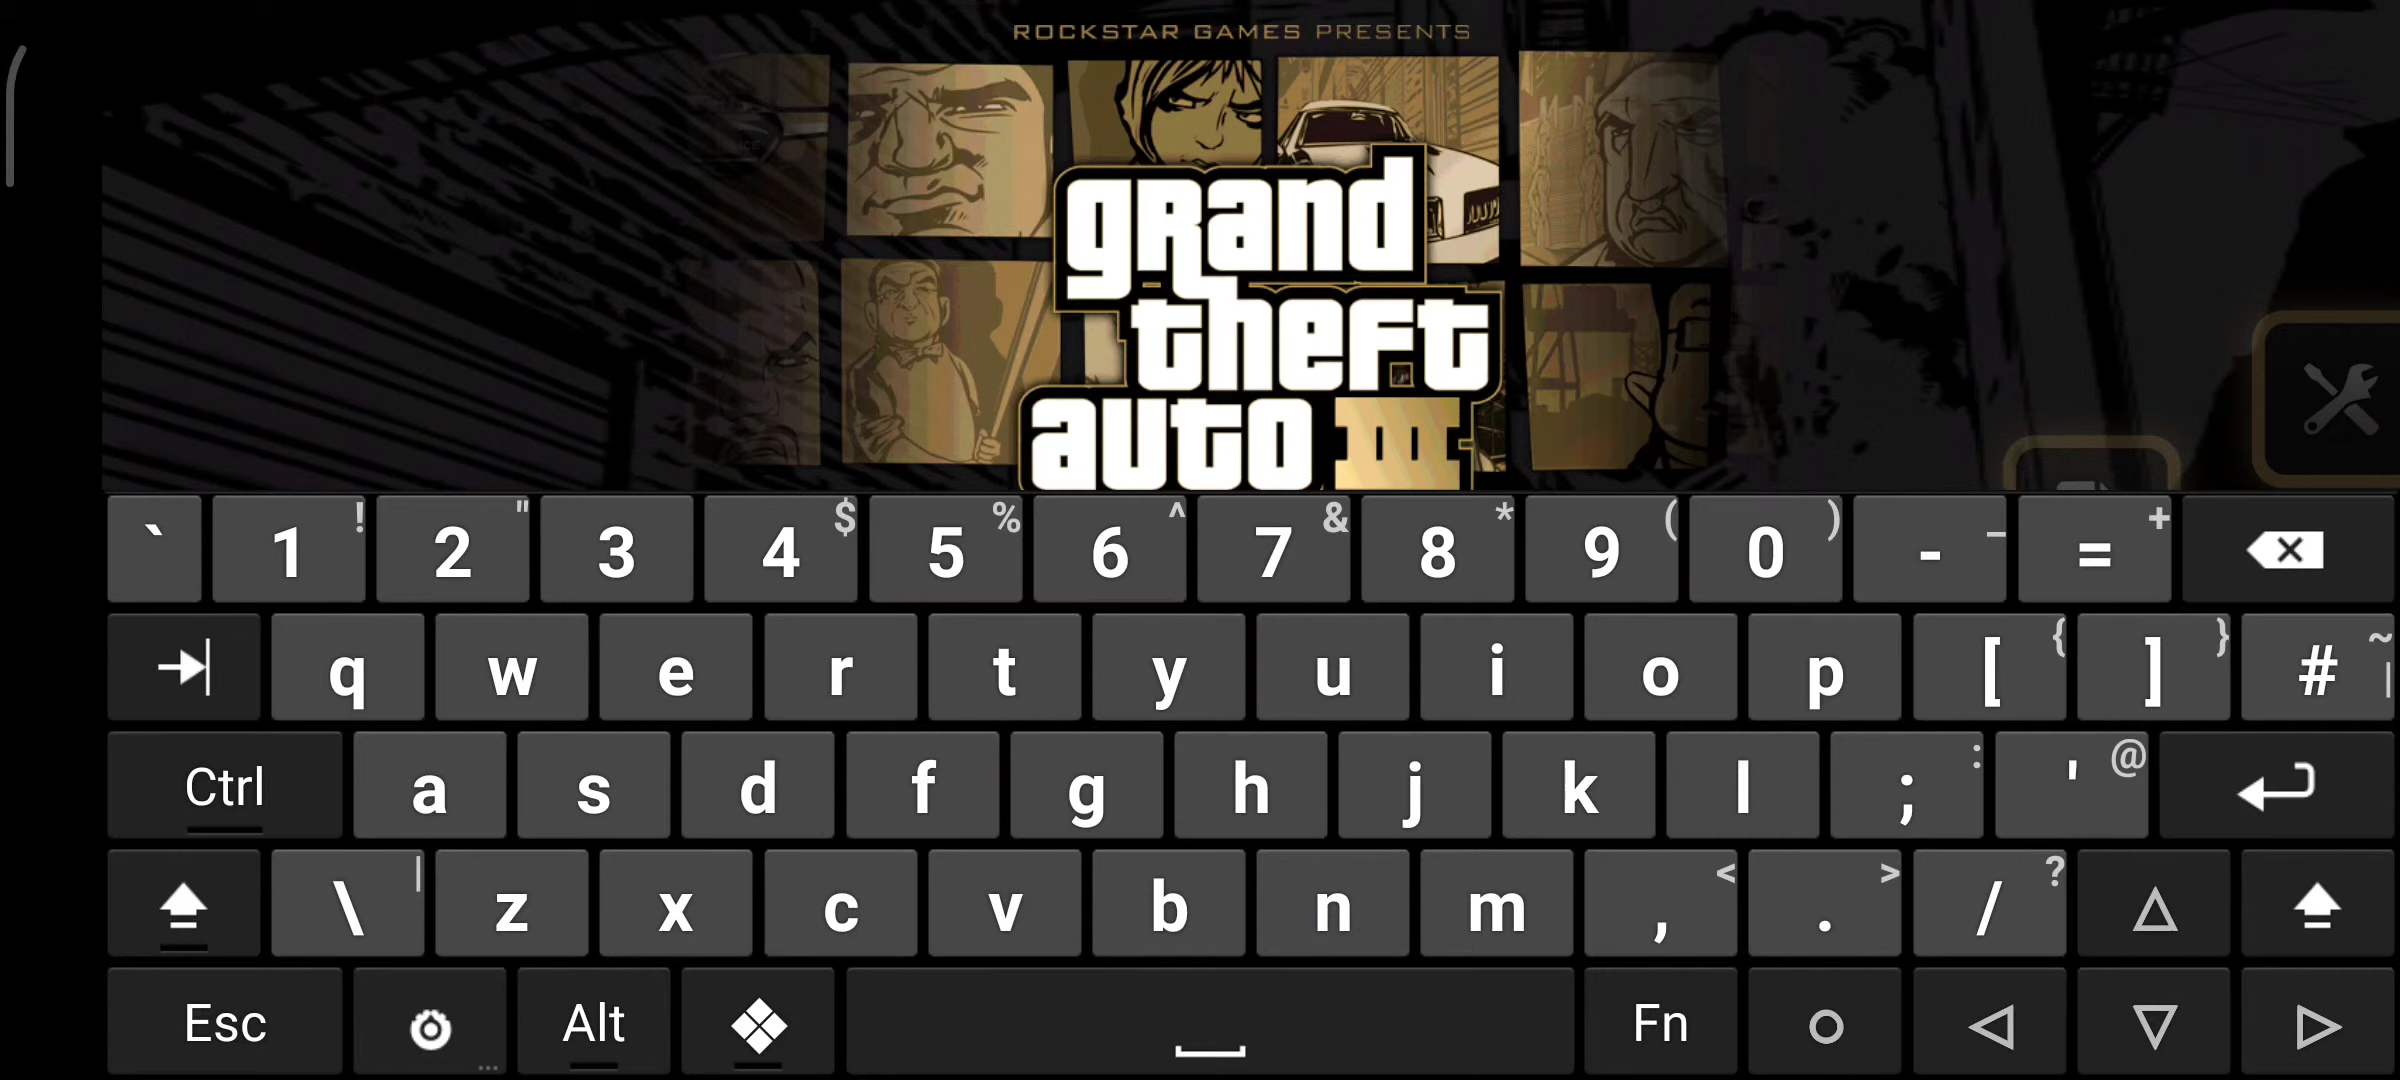 ROCKSTAR GAMES PRESENTS
grand
theft
auto III
` 1 ! 2 " 3 4 $ 5 % 6 ^ 7 & 8 * 9 ( 0 ) - _ = +
q w e r t y u i o p [ { ] } # ~ |
Ctrl a s d f g h j k l ; : ' @
\ | z x c v b n m , < . > / ?
Esc ... Alt Fn